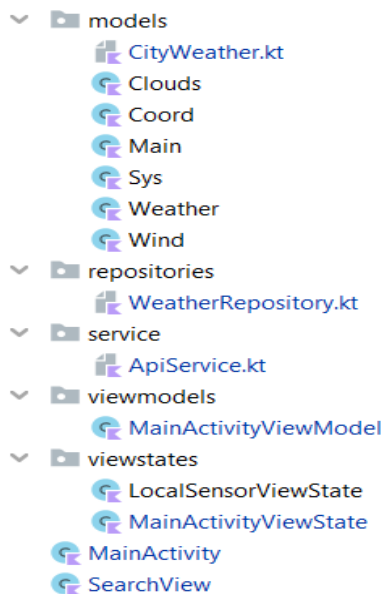 models
CityWeather.kt
Clouds
Coord
Main
Sys
Weather
Wind
repositories
WeatherRepository.kt
service
ApiService.kt
viewmodels
MainActivityViewModel
viewstates
LocalSensorViewState
MainActivityViewState
MainActivity
SearchView